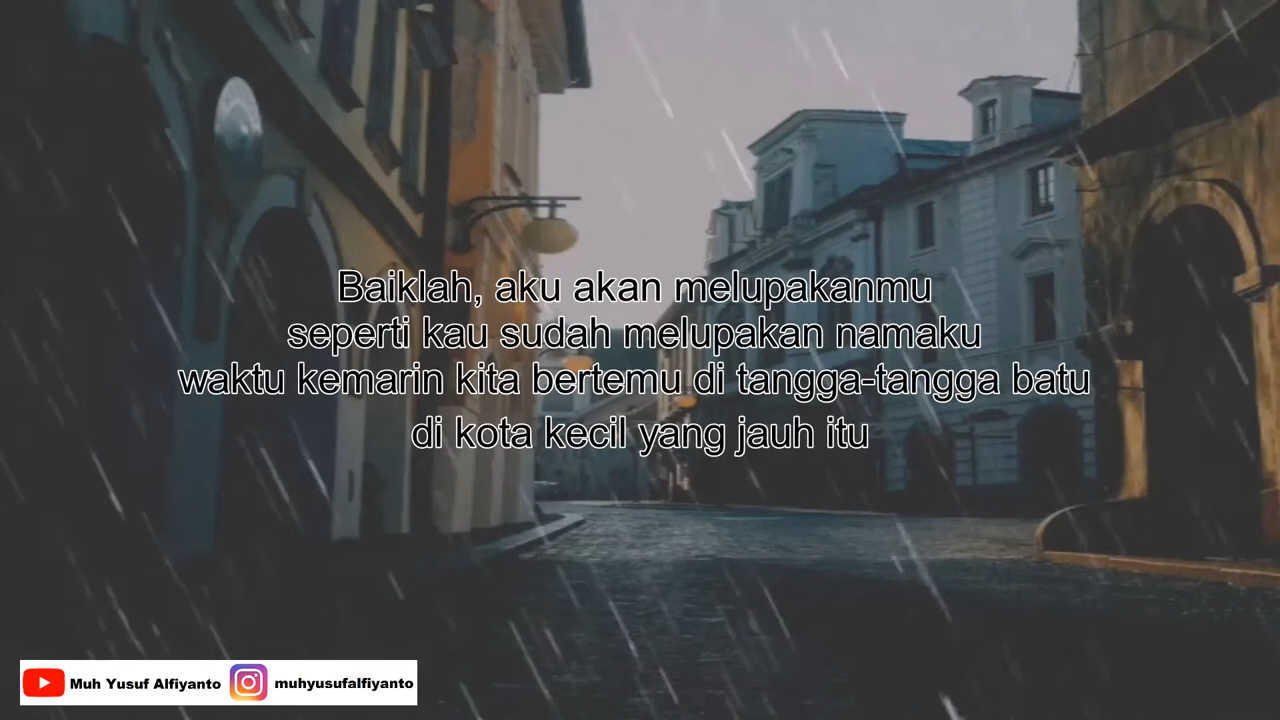 Baiklah, aku akan melupakanmu
seperti kau sudah melupakan namaku
waktu kemarin kita bertemu di tangga-tangga batu
di kota kecil yang jauh itu
Muh Yusuf Alfiyanto muhyusufalfiyanto